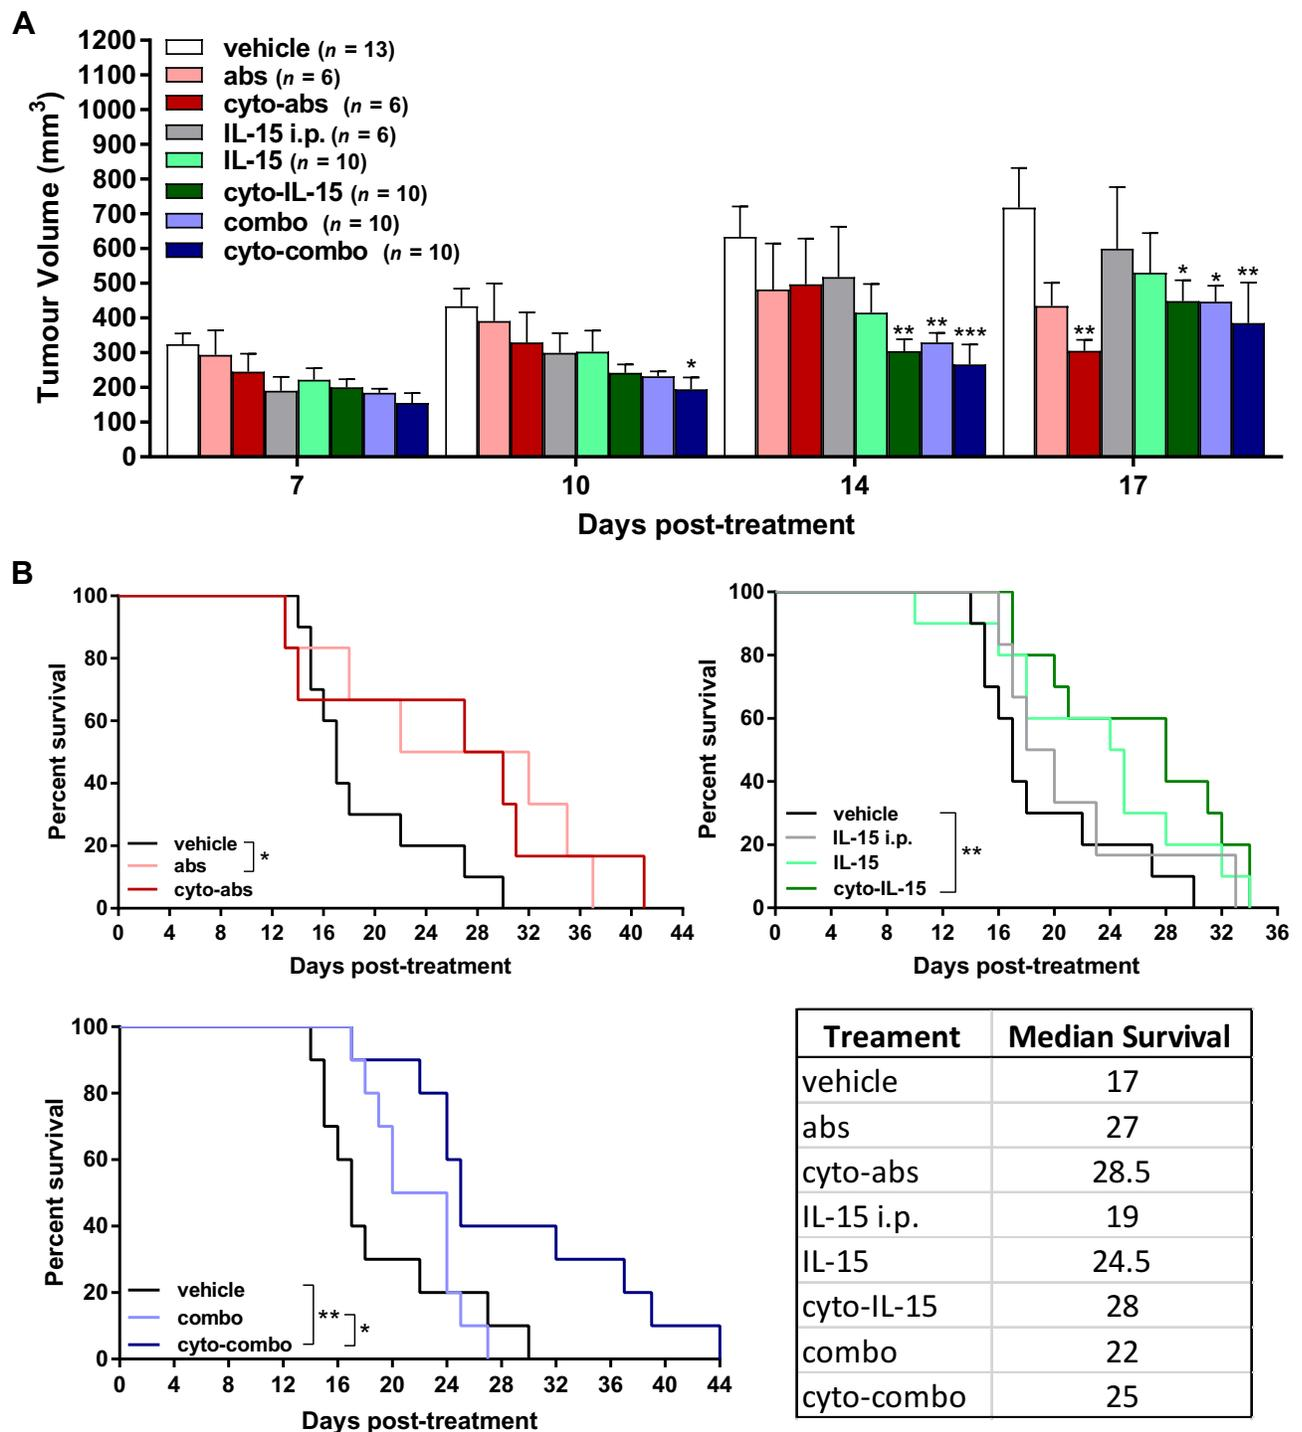 A
1200
1100
1000
900
800
700
600
500
400
300
200
100
0
Tumour Volume (mm³)
vehicle (n = 13)
abs (n = 6)
cyto-abs (n = 6)
IL-15 i.p. (n = 6)
IL-15 (n = 10)
cyto-IL-15 (n = 10)
combo (n = 10)
cyto-combo (n = 10)
*
** ** ***
** * * **
7 10 14 17
Days post-treatment
B
100
80
60
40
20
0
Percent survival
vehicle
abs
cyto-abs
*
0 4 8 12 16 20 24 28 32 36 40 44
Days post-treatment
100
80
60
40
20
0
Percent survival
vehicle
IL-15 i.p.
IL-15
cyto-IL-15
**
0 4 8 12 16 20 24 28 32 36
Days post-treatment
100
80
60
40
20
0
Percent survival
vehicle
combo
cyto-combo
** *
0 4 8 12 16 20 24 28 32 36 40 44
Days post-treatment
Treament Median Survival
vehicle 17
abs 27
cyto-abs 28.5
IL-15 i.p. 19
IL-15 24.5
cyto-IL-15 28
combo 22
cyto-combo 25